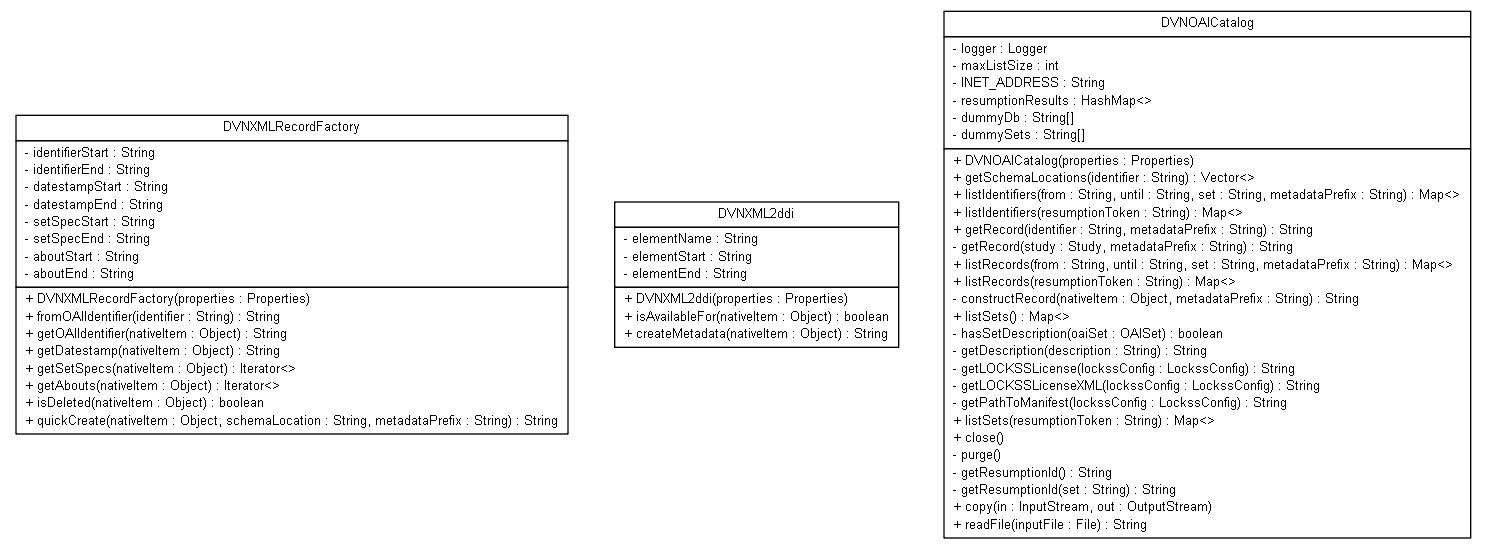 DVNXMLRecordFactory
- identifierStart : String
- identifierEnd : String
- datestampStart : String
- datestampEnd : String
- setSpecStart : String
- setSpecEnd : String
- aboutStart : String
- aboutEnd : String
+ DVNXMLRecordFactory(properties : Properties)
+ fromOAIIdentifier(identifier : String) : String
+ getOAIIdentifier(nativeItem : Object) : String
+ getDatestamp(nativeItem : Object) : String
+ getSetSpecs(nativeItem : Object) : Iterator<>
+ getAbouts(nativeItem : Object) : Iterator<>
+ isDeleted(nativeItem : Object) : boolean
+ quickCreate(nativeItem : Object, schemaLocation : String, metadataPrefix : String) : String
DVNXML2ddi
- elementName : String
- elementStart : String
- elementEnd : String
+ DVNXML2ddi(properties : Properties)
+ isAvailableFor(nativeItem : Object) : boolean
+ createMetadata(nativeItem : Object) : String
DVNOAICatalog
- logger : Logger
- maxListSize : int
- INET_ADDRESS : String
- resumptionResults : HashMap<>
- dummyDb : String[]
- dummySets : String[]
+ DVNOAICatalog(properties : Properties)
+ getSchemaLocations(identifier : String) : Vector<>
+ listIdentifiers(from : String, until : String, set : String, metadataPrefix : String) : Map<>
+ listIdentifiers(resumptionToken : String) : Map<>
+ getRecord(identifier : String, metadataPrefix : String) : String
- getRecord(study : Study, metadataPrefix : String) : String
+ listRecords(from : String, until : String, set : String, metadataPrefix : String) : Map<>
+ listRecords(resumptionToken : String) : Map<>
- constructRecord(nativeItem : Object, metadataPrefix : String) : String
+ listSets() : Map<>
- hasSetDescription(oaiSet : OAISet) : boolean
- getDescription(description : String) : String
- getLOCKSSLicense(lockssConfig : LockssConfig) : String
- getLOCKSSLicenseXML(lockssConfig : LockssConfig) : String
- getPathToManifest(lockssConfig : LockssConfig) : String
+ listSets(resumptionToken : String) : Map<>
+ close()
- purge()
- getResumptionId() : String
- getResumptionId(set : String) : String
+ copy(in : InputStream, out : OutputStream)
+ readFile(inputFile : File) : String